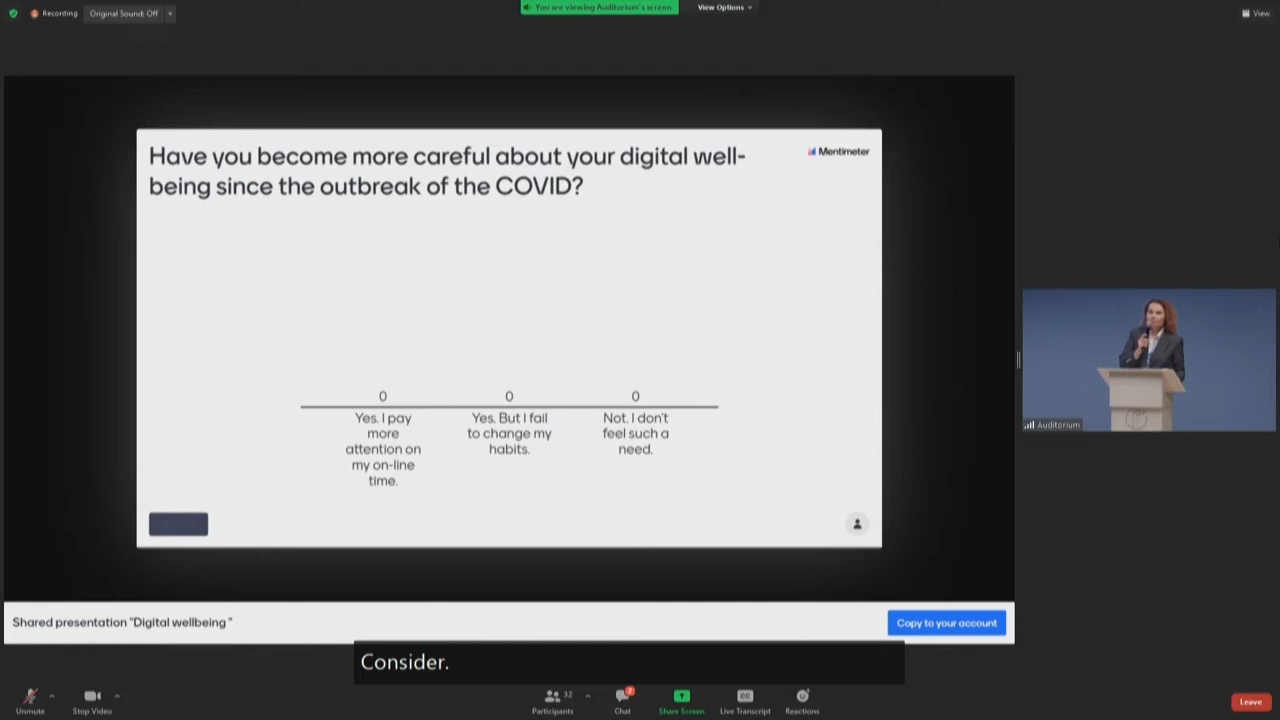 Recording
Original Sound: Off
You are viewing Auditorium's screen
View Options
View
Have you become more careful about your digital well-
being since the outbreak of the COVID?
Mentimeter
0
0
0
Yes. I pay
more
attention on
my on-line
time.
Yes. But I fail
to change my
habits.
Not. I don't
feel such a
need.
Auditorium
Shared presentation "Digital wellbeing "
Copy to your account
Consider.
Unmute
Stop Video
32
Participants
2
Chat
Share Screen
CC
Live Transcript
Reactions
Leave